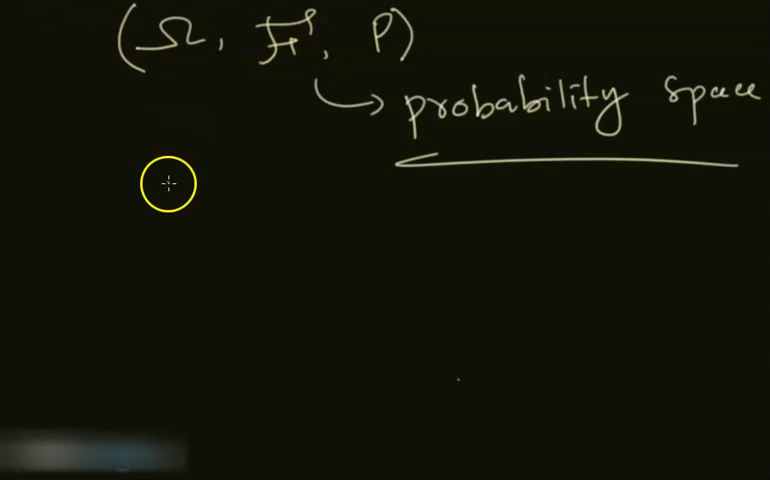 (Ω, ℱ, P)
→ probability space